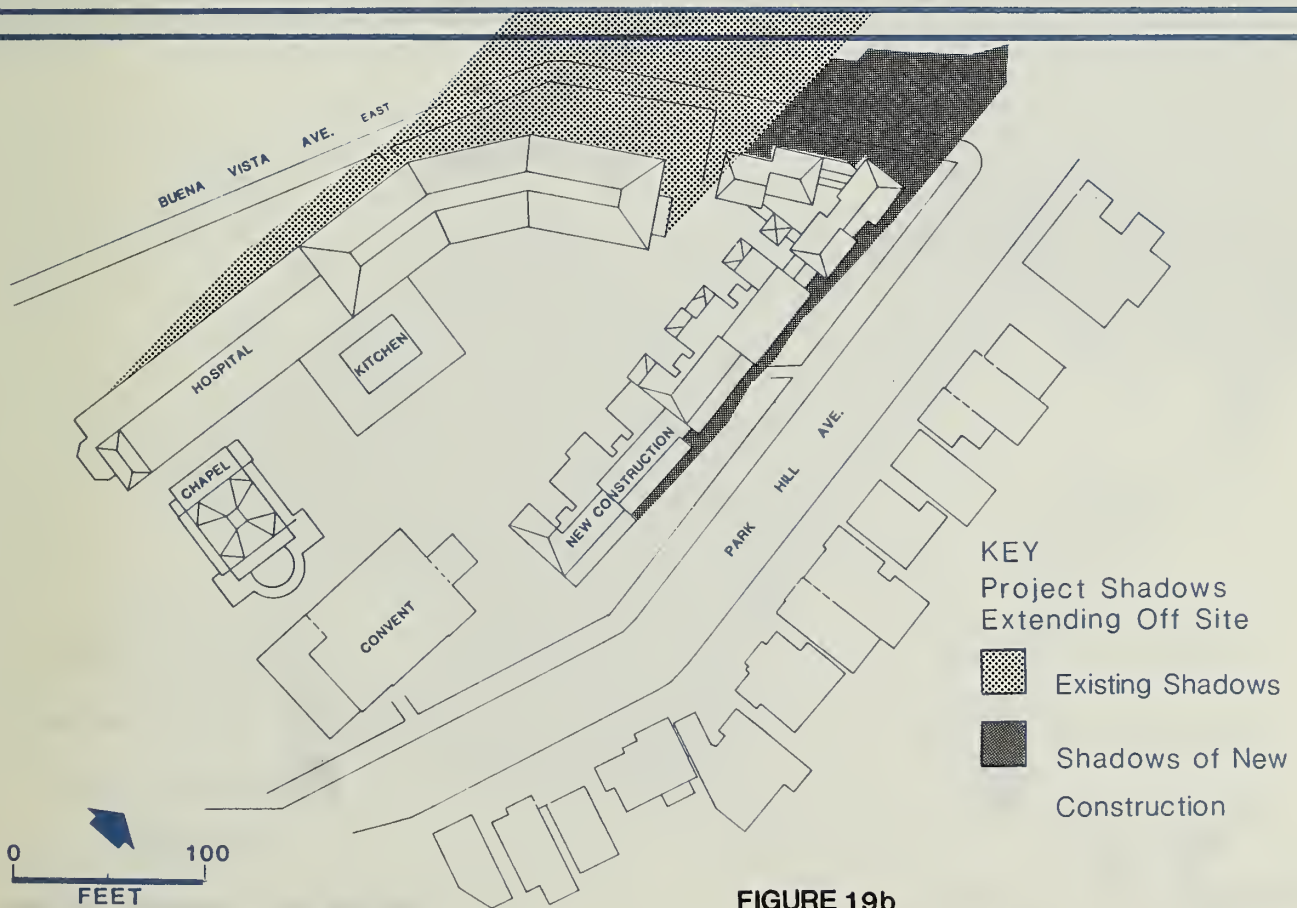 BUENA VISTA AVE. EAST
HOSPITAL
KITCHEN
CHAPEL
CONVENT
NEW CONSTRUCTION
PARK HILL AVE.
KEY
Project Shadows
Extending Off Site
Existing Shadows
Shadows of New
Construction
0 100
FEET
FIGURE 19b